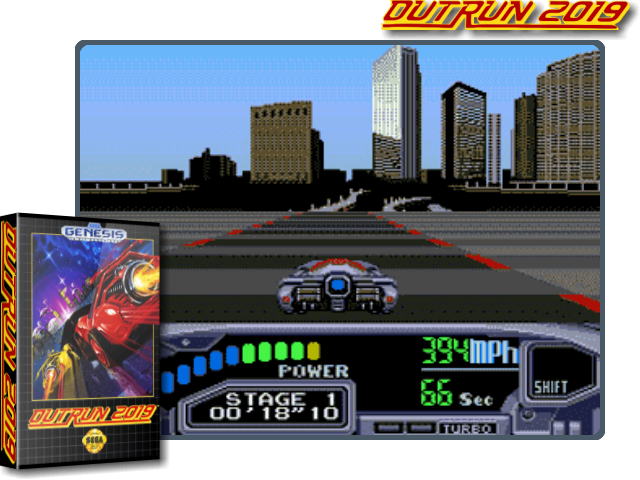 OUTRUN 2019
GENESIS
OUTRUN 2019
OUTRUN 2019
SEGA
394MPh
POWER
66 Sec
SHIFT
STAGE 1
00'18"10
TURBO